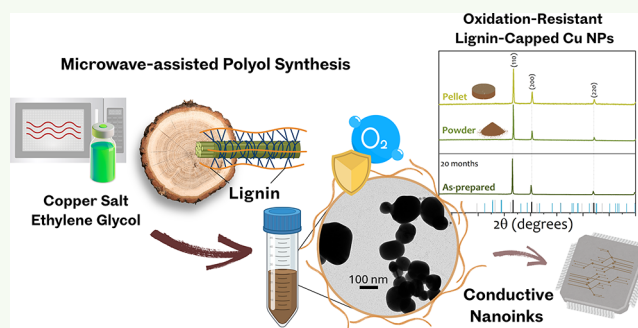 Oxidation-Resistant
Lignin-Capped Cu NPs
Microwave-assisted Polyol Synthesis
(110)
(200)
(220)
Pellet
Powder
20 months
As-prepared
2θ (degrees)
O₂
Lignin
Copper Salt
Ethylene Glycol
100 nm
Conductive
Nanoinks